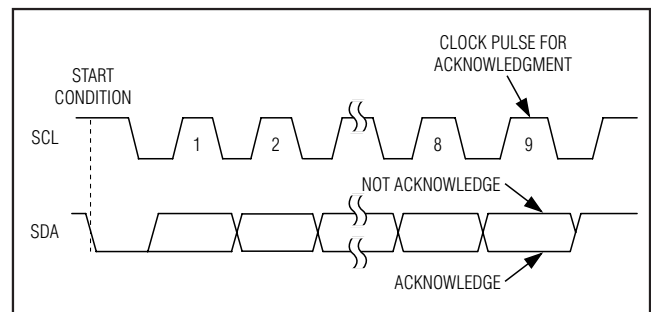 CLOCK PULSE FOR
ACKNOWLEDGMENT
START
CONDITION
SCL
1
2
8
9
NOT ACKNOWLEDGE
SDA
ACKNOWLEDGE